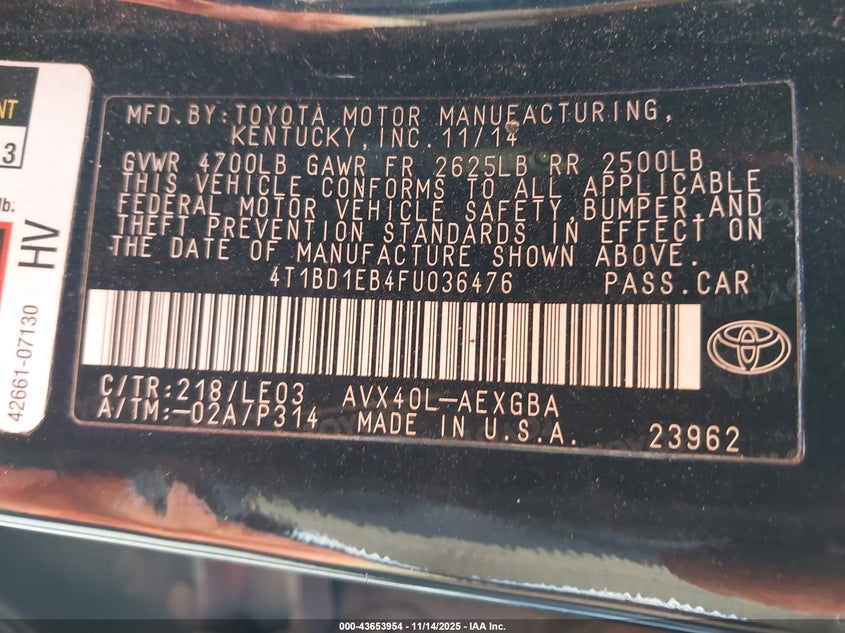 NT
3
lb.
HV
42661-07130
MFD.BY:TOYOTA MOTOR MANUFACTURING,
KENTUCKY,INC.11/14
GVWR 4700LB GAWR FR 2625LB RR 2500LB
THIS VEHICLE CONFORMS TO ALL APPLICABLE
FEDERAL MOTOR VEHICLE SAFETY,BUMPER,AND
THEFT PREVENTION STANDARDS IN EFFECT ON
THE DATE OF MANUFACTURE SHOWN ABOVE.
4T1BD1EB4FU036476 PASS.CAR
C/TR:218/LE03 AVX40L-AEXGBA
A/TM:-02A/P314 MADE IN U.S.A. 23962
000-43653954 - 11/14/2025 - IAA Inc.